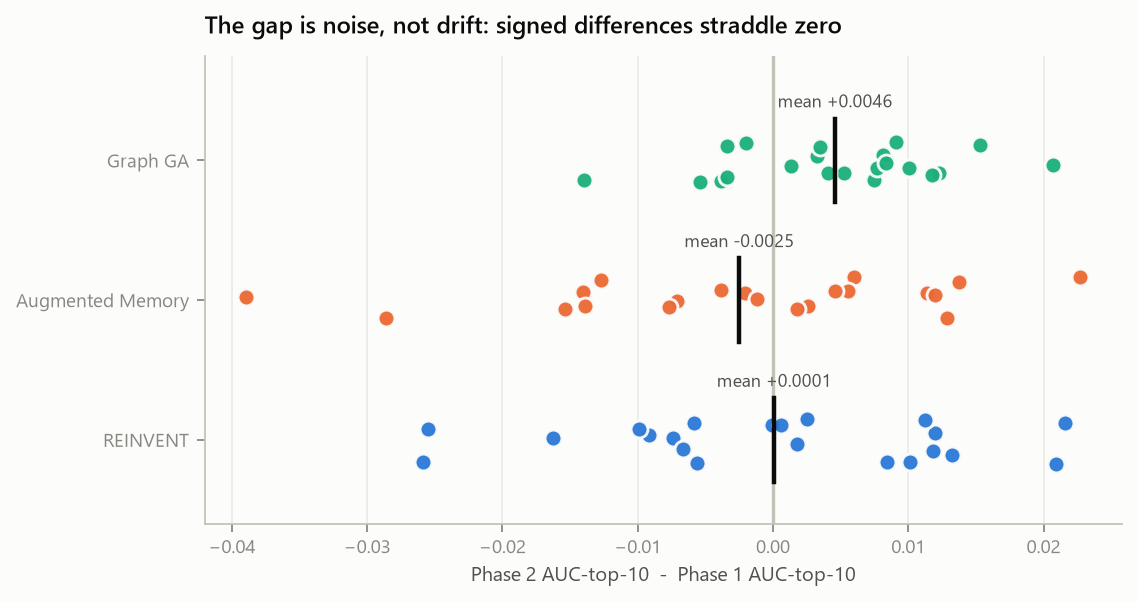 The gap is noise, not drift: signed differences straddle zero
mean +0.0046
Graph GA
mean -0.0025
Augmented Memory
mean +0.0001
REINVENT
−0.04 −0.03 −0.02 −0.01 0.00 0.01 0.02
Phase 2 AUC-top-10 - Phase 1 AUC-top-10